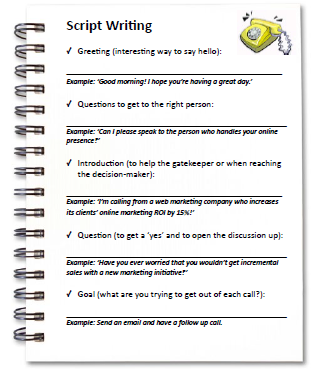 Script Writing
✓ Greeting (interesting way to say hello):
Example: 'Good morning! I hope you're having a great day.'
✓ Questions to get to the right person:
Example: 'Can I please speak to the person who handles your online
presence?'
✓ Introduction (to help the gatekeeper or when reaching
the decision-maker):
Example: 'I'm calling from a web marketing company who increases
its clients' online marketing ROI by 15%!'
✓ Question (to get a 'yes' and to open the discussion up):
Example: 'Have you ever worried that you wouldn't get incremental
sales with a new marketing initiative?'
✓ Goal (what are you trying to get out of each call?):
Example: Send an email and have a follow up call.